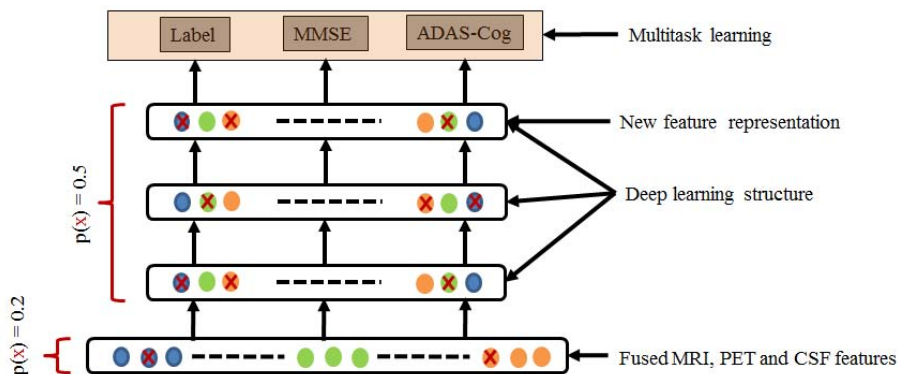 Label MMSE ADAS-Cog
Multitask learning
New feature representation
p(x) = 0.5
Deep learning structure
p(x) = 0.2
Fused MRI, PET and CSF features